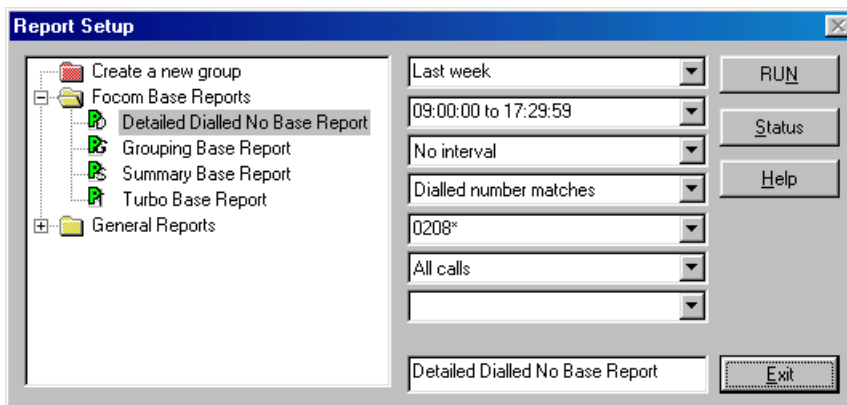 Report Setup
Create a new group
Focom Base Reports
Detailed Dialled No Base Report
Grouping Base Report
Summary Base Report
Turbo Base Report
General Reports
Last week
09:00:00 to 17:29:59
No interval
Dialled number matches
0208*
All calls
Detailed Dialled No Base Report
RUN
Status
Help
Exit